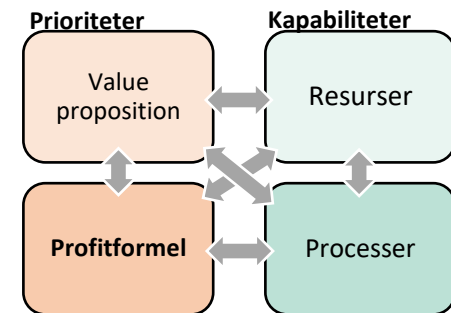 Prioriteter
Kapabiliteter
Value
proposition
Resurser
Profitformel
Processer